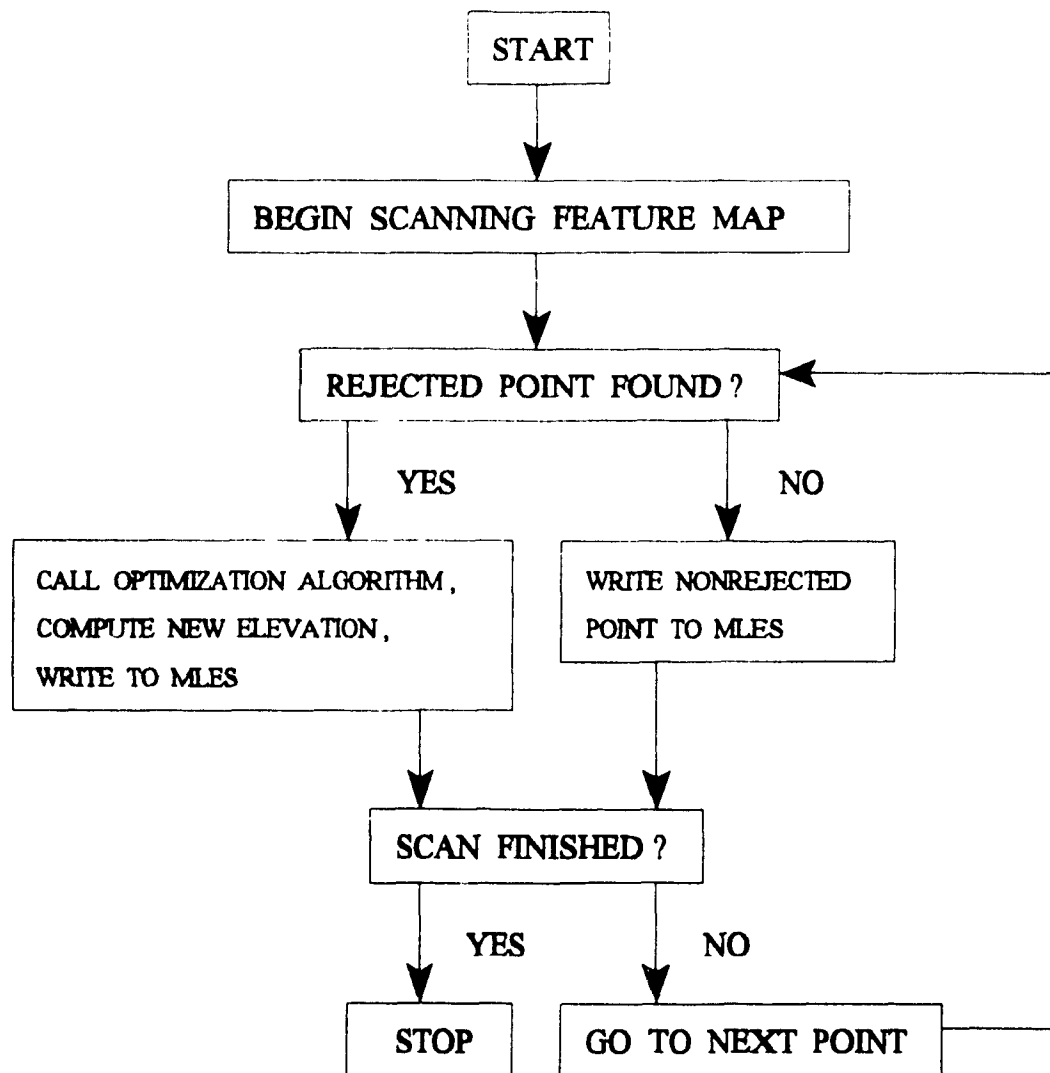 START
BEGIN SCANNING FEATURE MAP
REJECTED POINT FOUND ?
YES
NO
CALL OPTIMIZATION ALGORITHM,
COMPUTE NEW ELEVATION,
WRITE TO MLES
WRITE NONREJECTED
POINT TO MLES
SCAN FINISHED ?
YES
NO
STOP
GO TO NEXT POINT